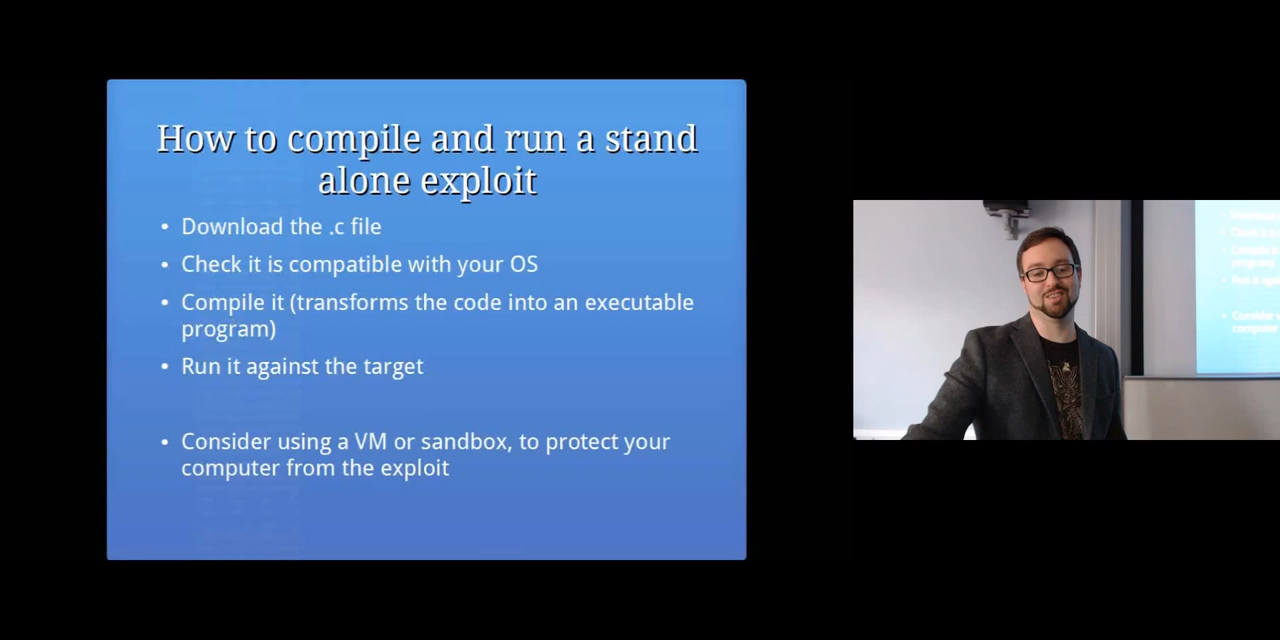 How to compile and run a stand
alone exploit
• Download the .c file
• Check it is compatible with your OS
• Compile it (transforms the code into an executable
program)
• Run it against the target
• Consider using a VM or sandbox, to protect your
computer from the exploit